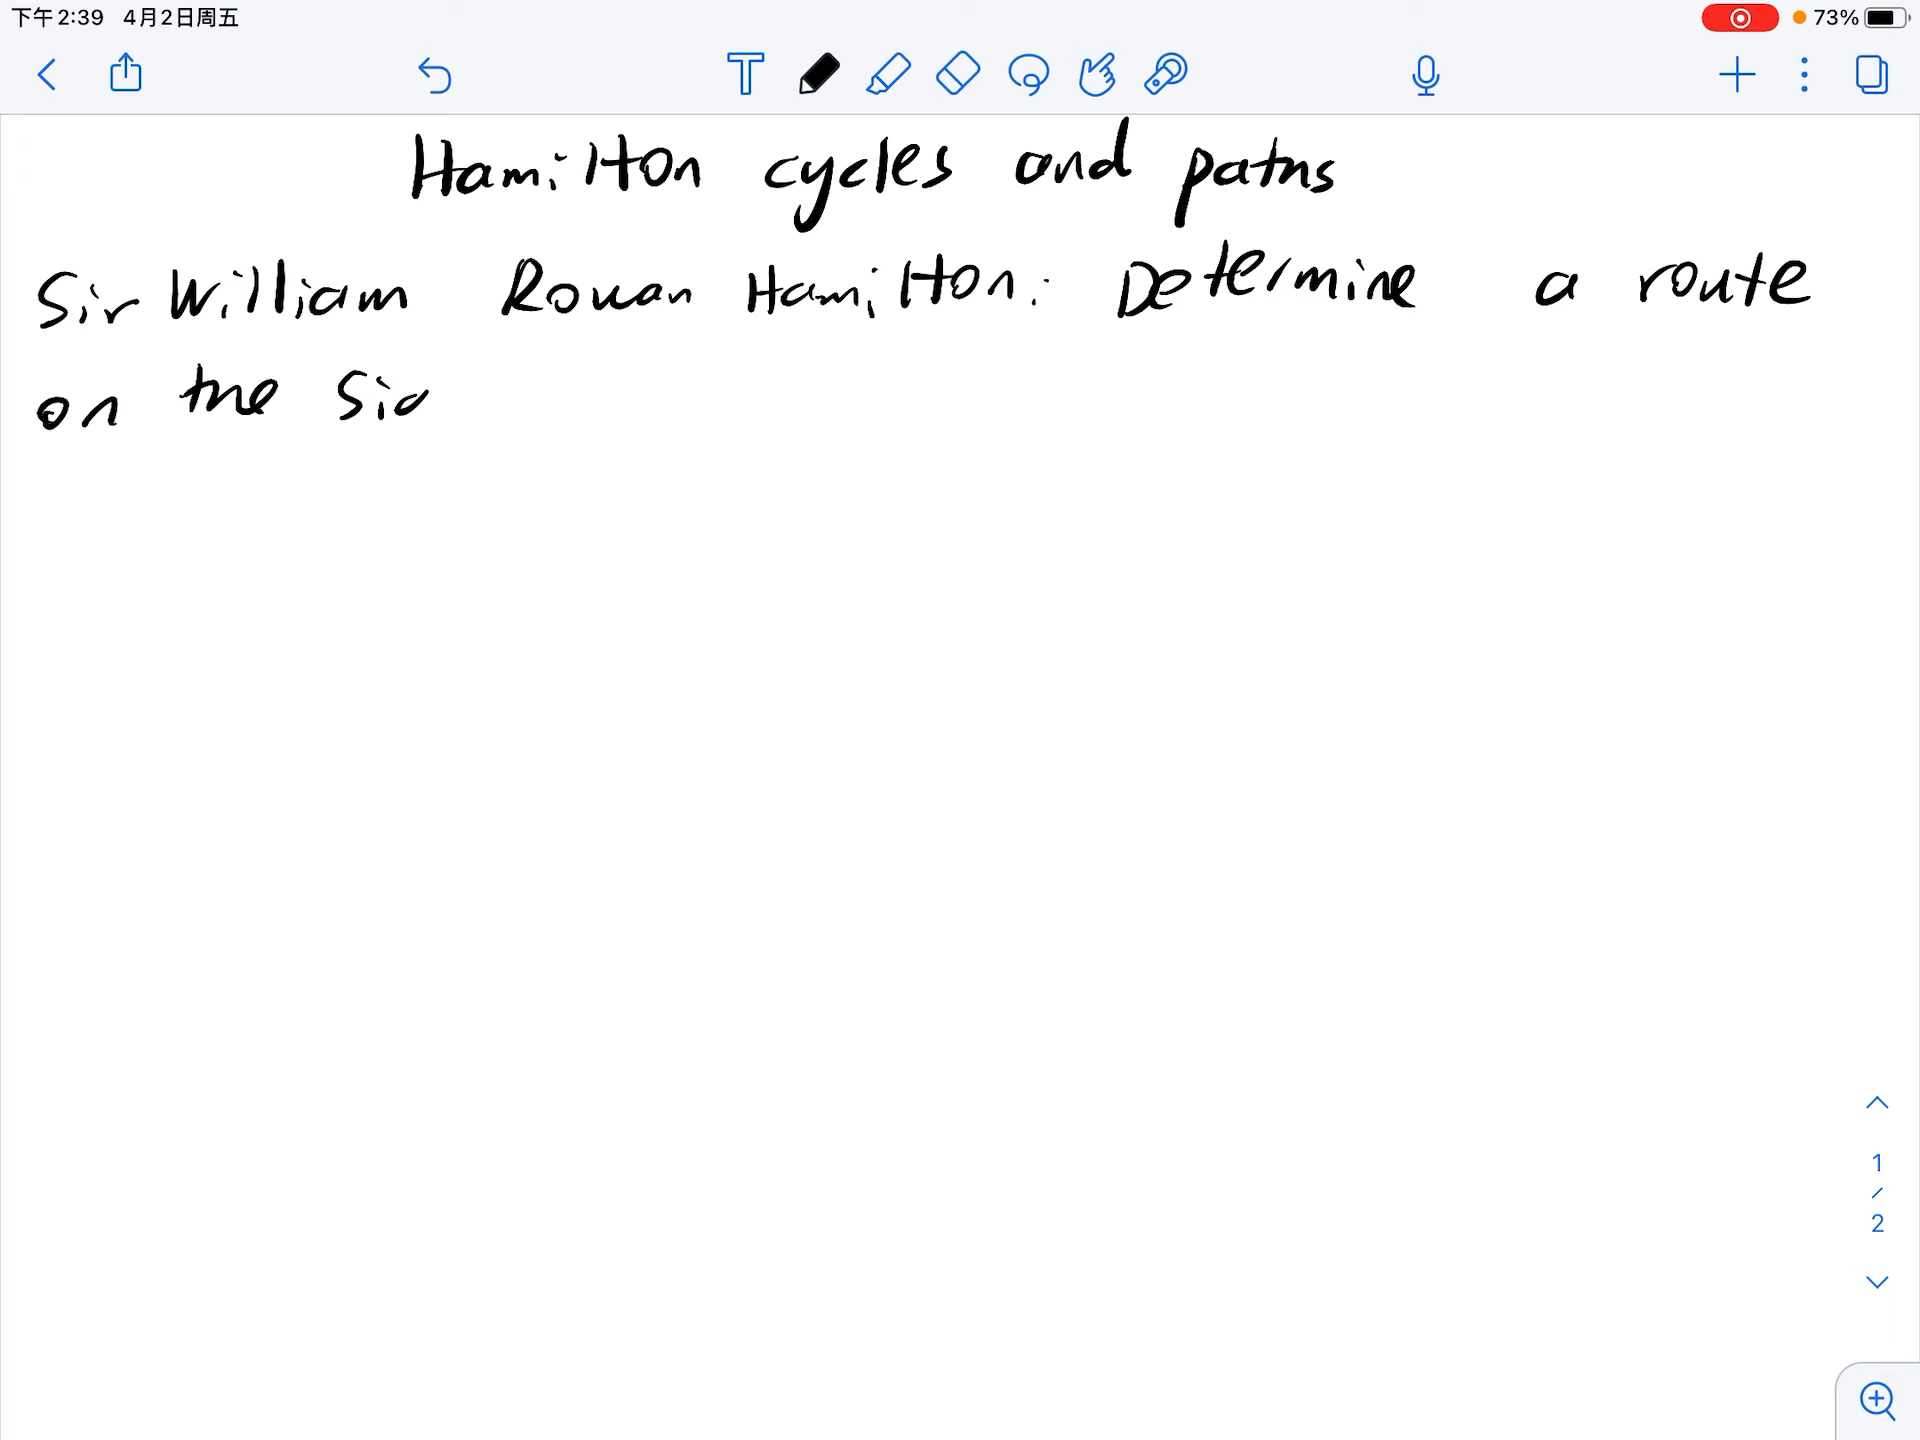 下午2:39 4月2日周五
73%
Hamilton cycles and paths
Sir William Rowan Hamilton: Determine a route
on the Sid
1
/
2